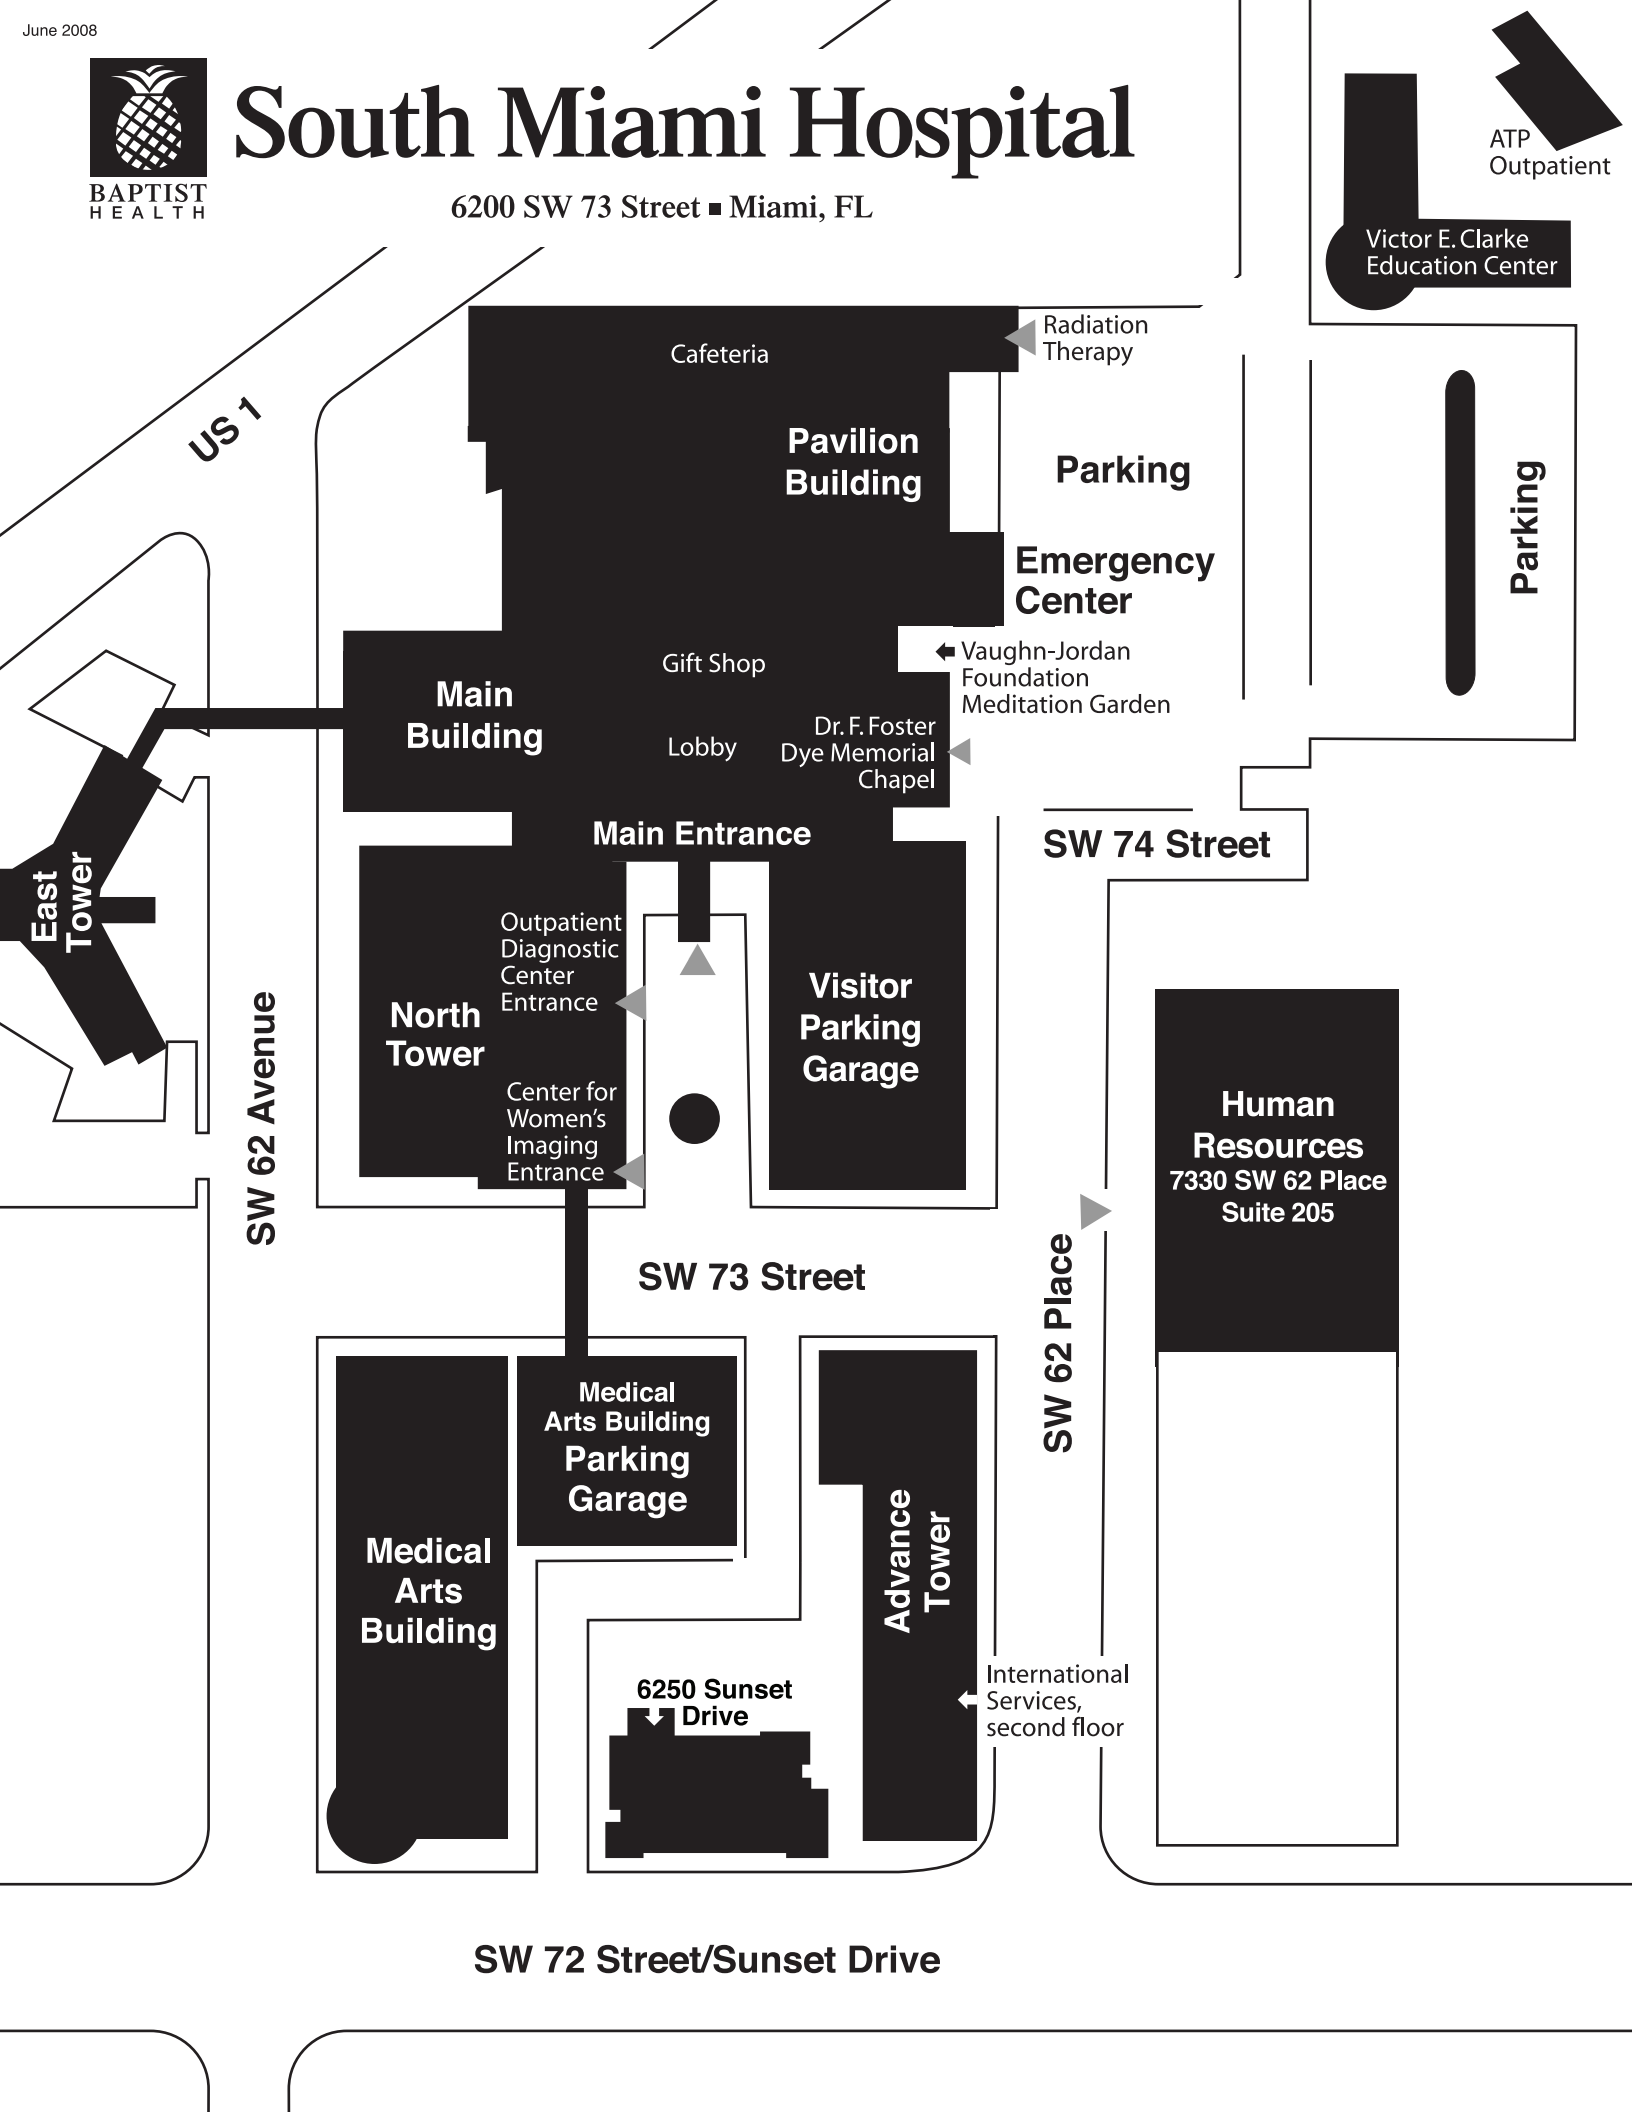 June 2008
BAPTIST
HEALTH
South Miami Hospital
6200 SW 73 Street ■ Miami, FL
ATP
Outpatient
Victor E. Clarke
Education Center
Radiation
Therapy
Cafeteria
US 1
Pavilion
Building
Parking
Parking
Emergency
Center
Vaughn-Jordan
Foundation
Meditation Garden
Gift Shop
Main
Building
Lobby
Dr. F. Foster
Dye Memorial
Chapel
Main Entrance
SW 74 Street
East
Tower
Outpatient
Diagnostic
Center
Entrance
North
Tower
Visitor
Parking
Garage
Center for
Women’s
Imaging
Entrance
SW 62 Avenue
Human
Resources
7330 SW 62 Place
Suite 205
SW 73 Street
SW 62 Place
Medical
Arts Building
Parking
Garage
Medical
Arts
Building
Advance
Tower
International
Services,
second floor
6250 Sunset
Drive
SW 72 Street/Sunset Drive